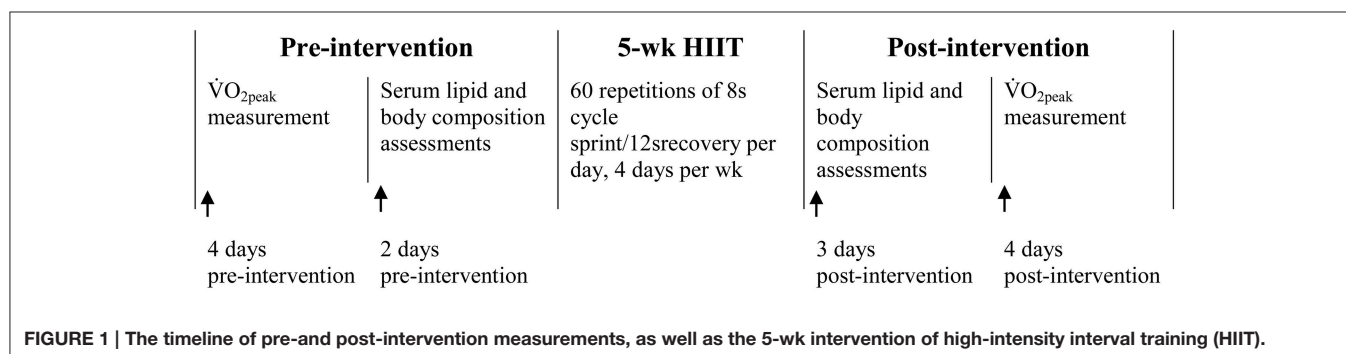 Pre-intervention
5-wk HIIT
Post-intervention
V̇O2peak
measurement
Serum lipid and
body composition
assessments
60 repetitions of 8s
cycle
sprint/12srecovery per
day, 4 days per wk
Serum lipid and
body
composition
assessments
V̇O2peak
measurement
4 days
pre-intervention
2 days
pre-intervention
3 days
post-intervention
4 days
post-intervention
FIGURE 1 | The timeline of pre-and post-intervention measurements, as well as the 5-wk intervention of high-intensity interval training (HIIT).